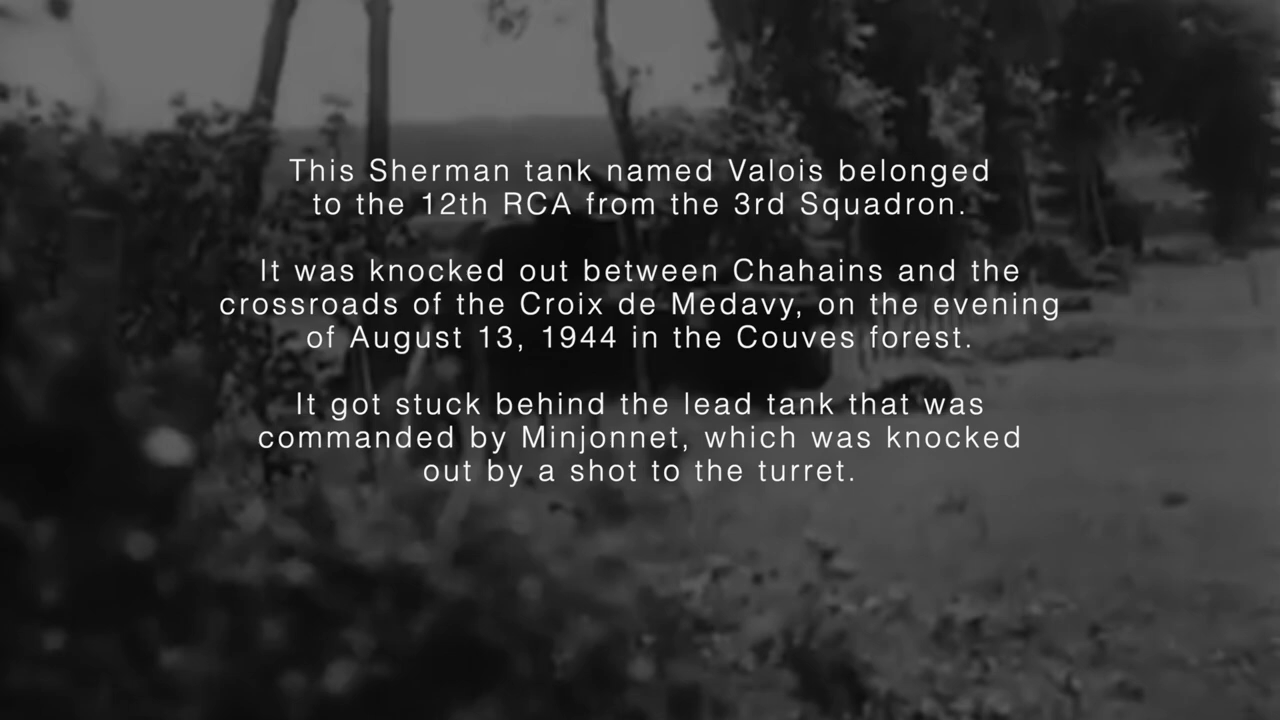 This Sherman tank named Valois belonged
to the 12th RCA from the 3rd Squadron.
It was knocked out between Chahains and the
crossroads of the Croix de Medavy, on the evening
of August 13, 1944 in the Couves forest.
It got stuck behind the lead tank that was
commanded by Minjonnet, which was knocked
out by a shot to the turret.